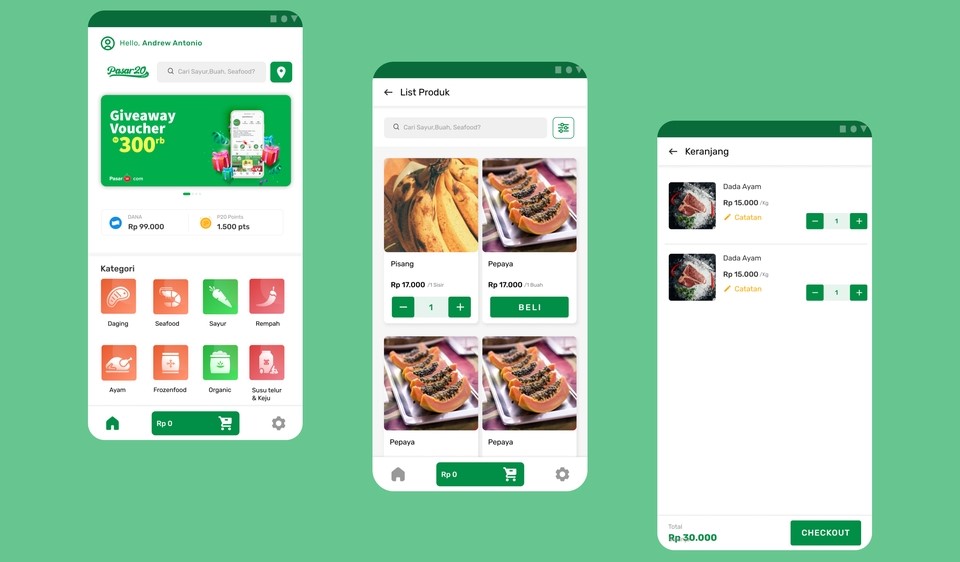 Hello, Andrew Antonio
Pasar20
Cari Sayur,Buah, Seafood?
Giveaway
Voucher
300rb
Pasar20.com
DANA
Rp 99.000
P20 Points
1.500 pts
Kategori
Daging
Seafood
Sayur
Rempah
Ayam
Frozenfood
Organic
Susu telur
& Keju
Rp 0
List Produk
Cari Sayur,Buah, Seafood?
Pisang
Rp 17.000 /1 Sisir
1
Pepaya
Rp 17.000 /1 Buah
BELI
Pepaya
Pepaya
Rp 0
Keranjang
Dada Ayam
Rp 15.000 /Kg
Catatan
1
Dada Ayam
Rp 15.000 /Kg
Catatan
1
Total
Rp 30.000
CHECKOUT